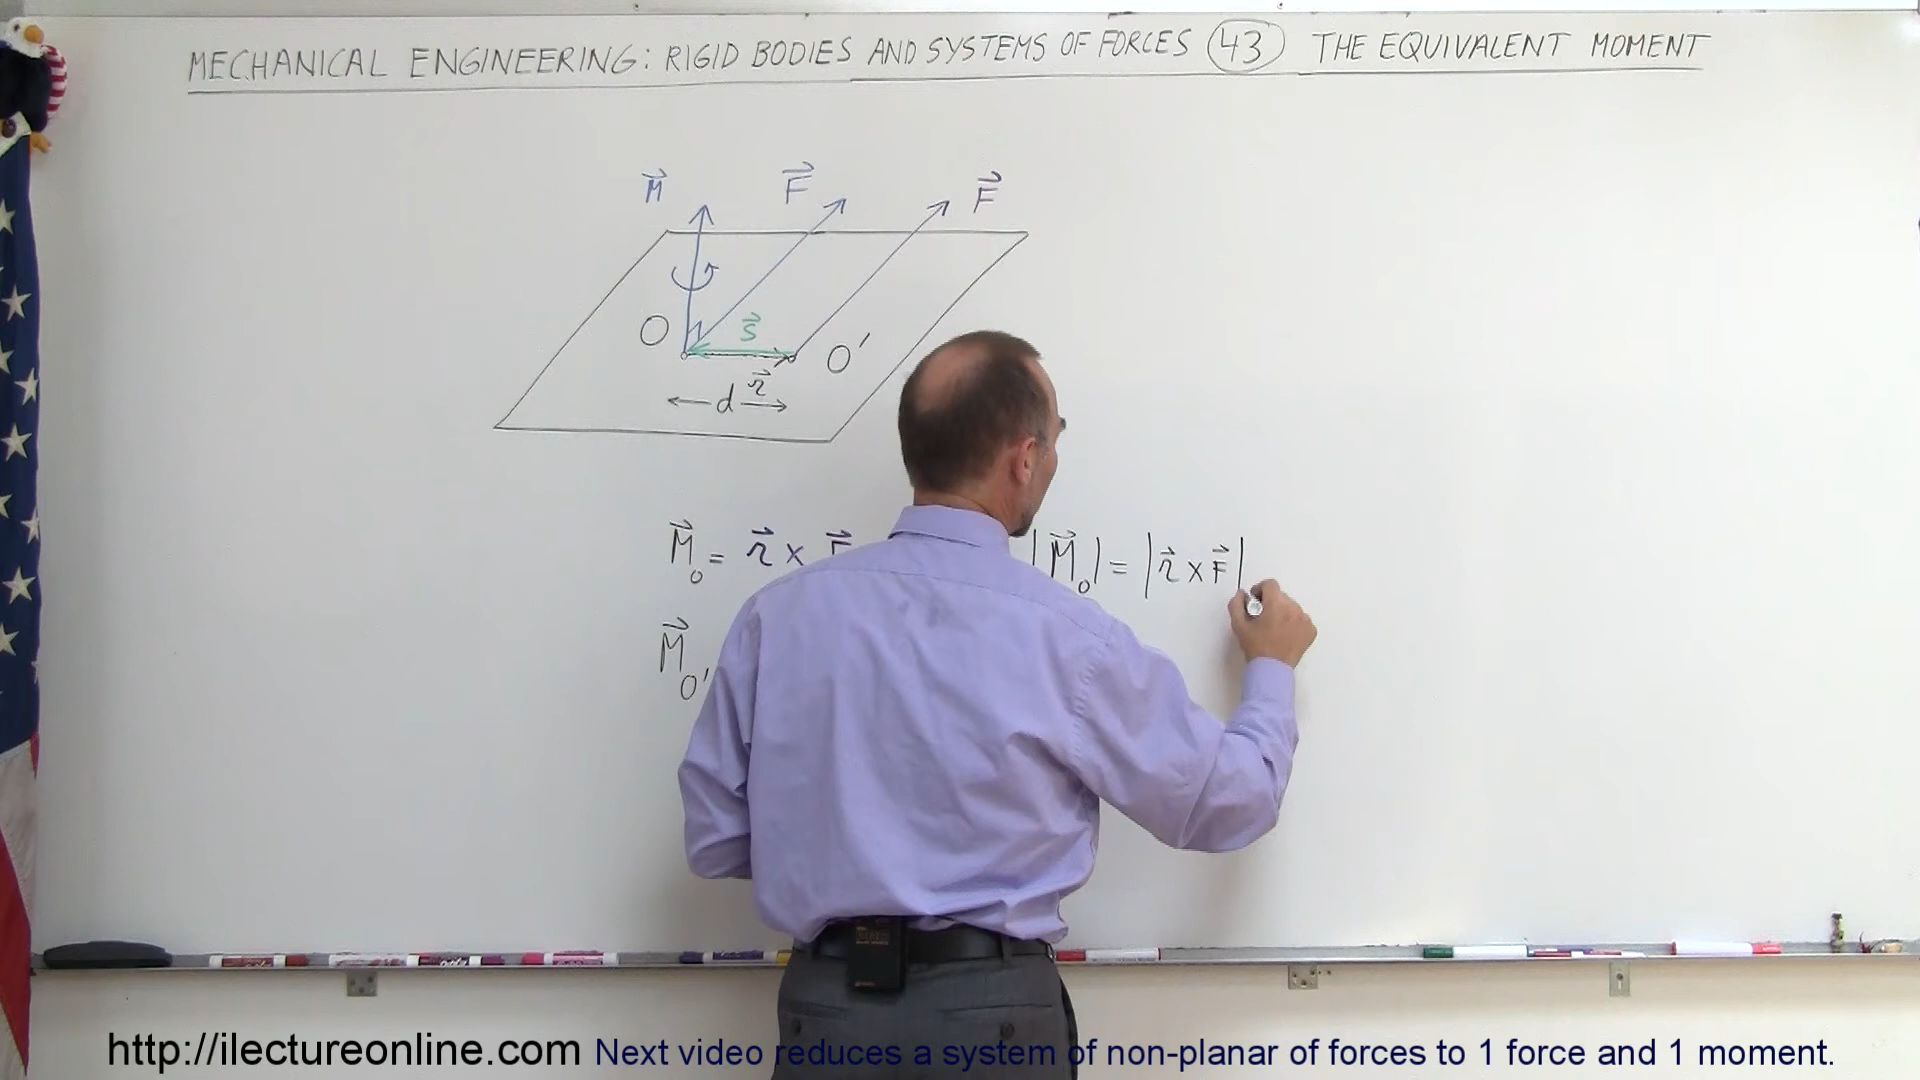 MECHANICAL ENGINEERING: RIGID BODIES AND SYSTEMS OF FORCES 43 THE EQUIVALENT MOMENT
M⃗ F⃗ F⃗
O s⃗ O′
r⃗
d
M⃗₀ = r⃗ × F⃗ |M⃗₀| = |r⃗ × F⃗|
M⃗O′
http://ilectureonline.com Next video reduces a system of non-planar of forces to 1 force and 1 moment.